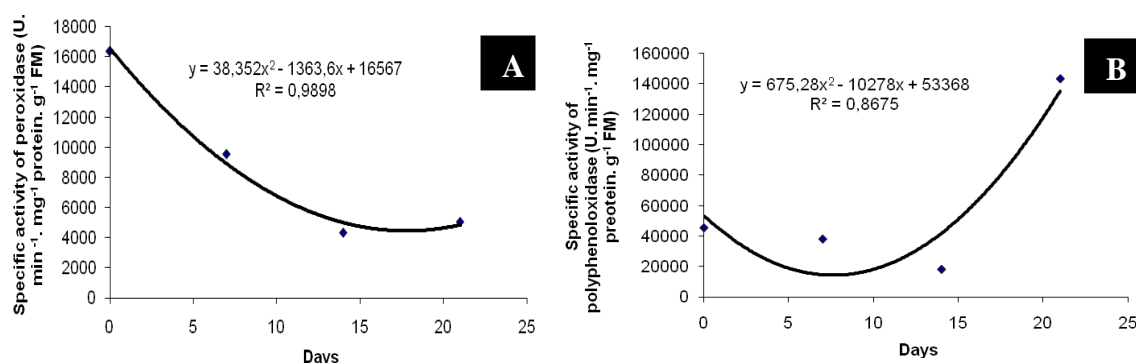 Specific activity of peroxidase (U.
min -¹. mg-¹ protein. g-¹ FM)
18000
16000
14000
12000
10000
8000
6000
4000
2000
0
y = 38,352x² - 1363,6x + 16567
R² = 0,9898
A
0 5 10 15 20 25
Days
Specific activity of
polyphenoloxidase (U. min-¹. mg-¹
preotein. g-¹ FM)
160000
140000
120000
100000
80000
60000
40000
20000
0
y = 675,28x² - 10278x + 53368
R² = 0,8675
B
0 5 10 15 20 25
Days